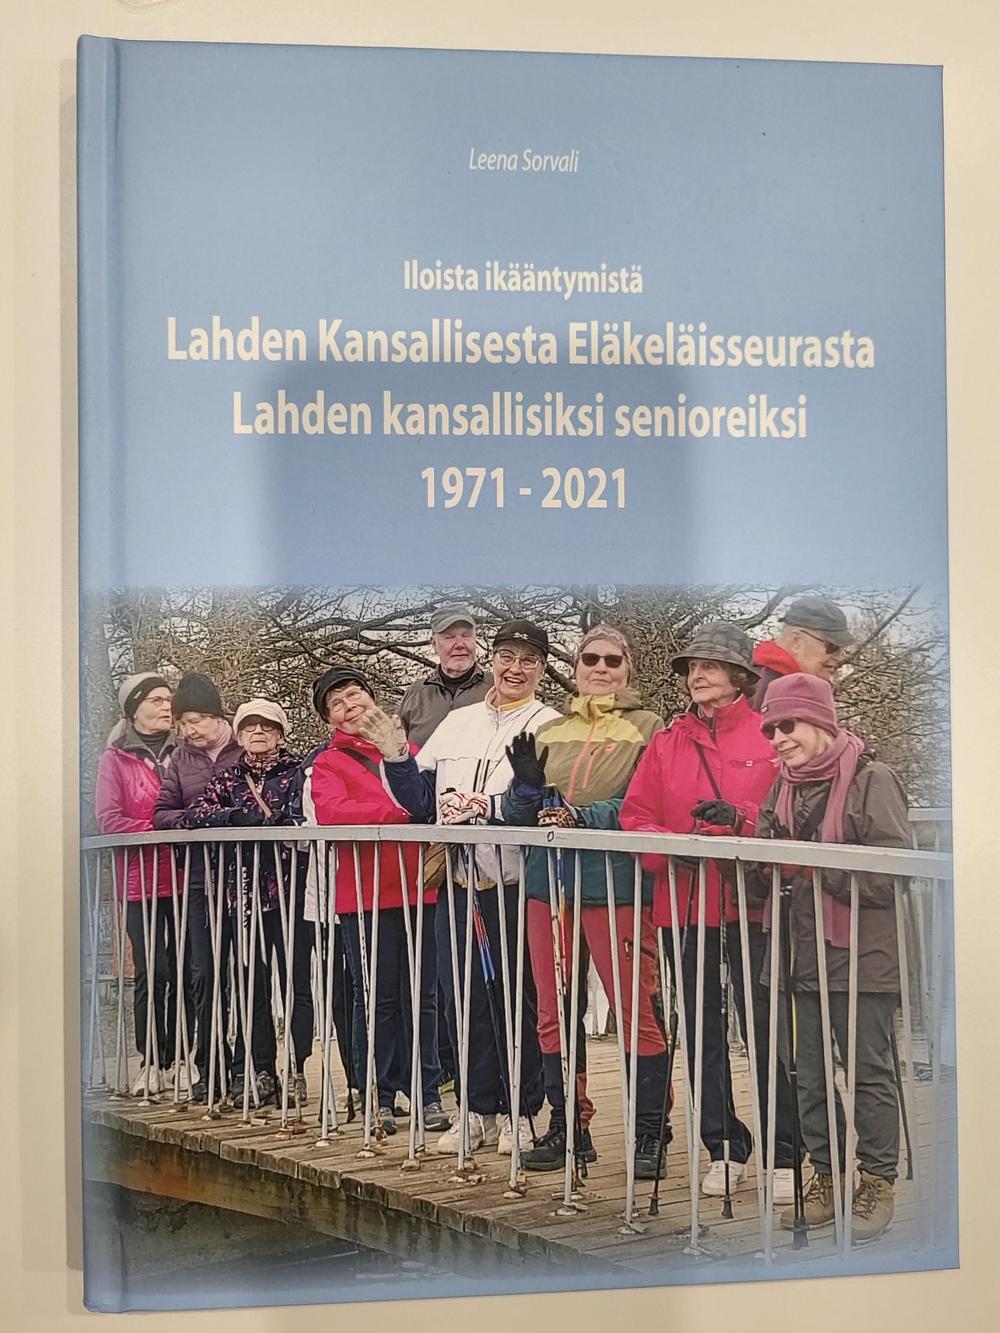 Leena Sorvali
Iloista ikääntymistä
Lahden Kansallisesta Eläkeläisseurasta
Lahden kansallisiksi senioreiksi
1971 - 2021